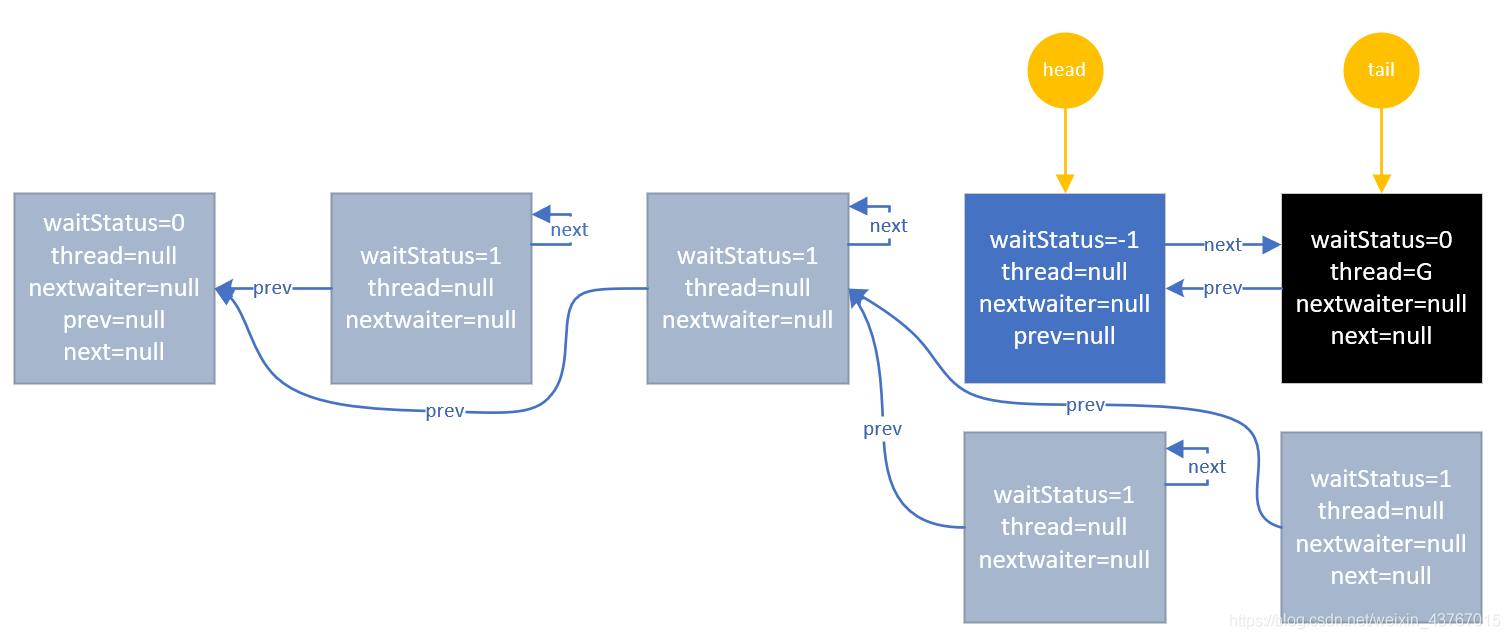 head
tail
waitStatus=0
thread=null
nextwaiter=null
prev=null
next=null
prev
waitStatus=1
thread=null
nextwaiter=null
next
prev
waitStatus=1
thread=null
nextwaiter=null
next
waitStatus=-1
thread=null
nextwaiter=null
prev=null
next
prev
waitStatus=0
thread=G
nextwaiter=null
next=null
prev
prev
waitStatus=1
thread=null
nextwaiter=null
next
waitStatus=1
thread=null
nextwaiter=null
next=null
https://blog.csdn.net/weixin_43767015